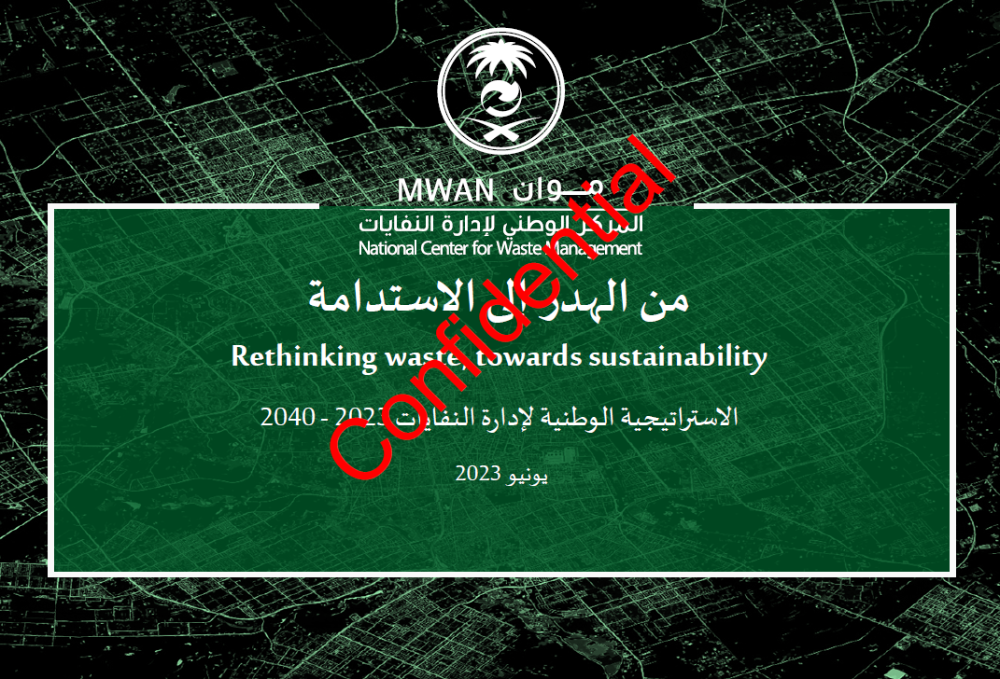 MWAN مـوان
المركز الوطني لإدارة النفايات
National Center for Waste Management
من الهدر إلى الاستدامة
Rethinking waste, towards sustainability
الاستراتيجية الوطنية لإدارة النفايات 2023 - 2040
يونيو 2023
Confidential